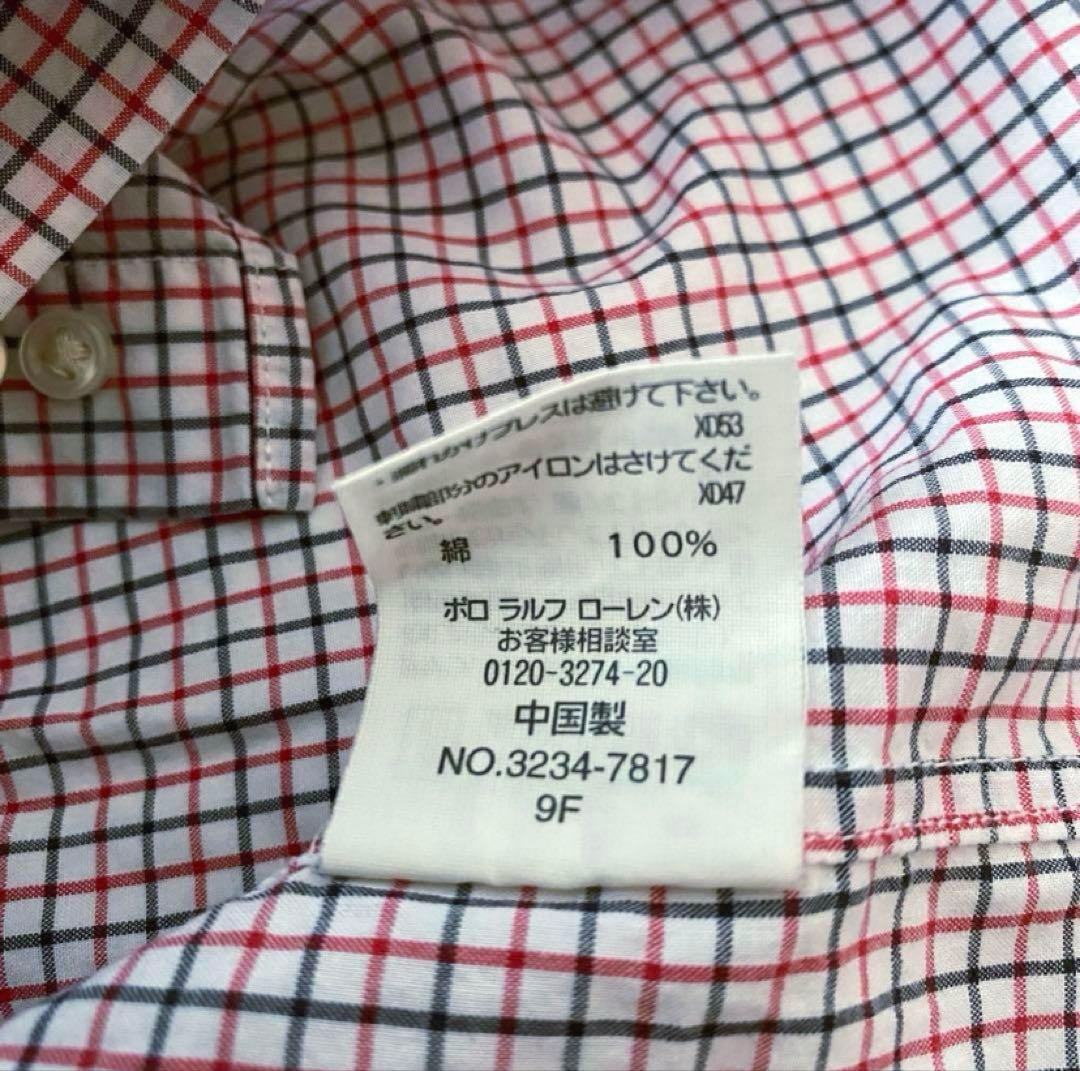 プレスは避けて下さい。
XD53
部分のアイロンはさけてくだ
さい。
XD47
綿 100%
ポロ ラルフ ローレン(株)
お客様相談室
0120-3274-20
中国製
NO.3234-7817
9F